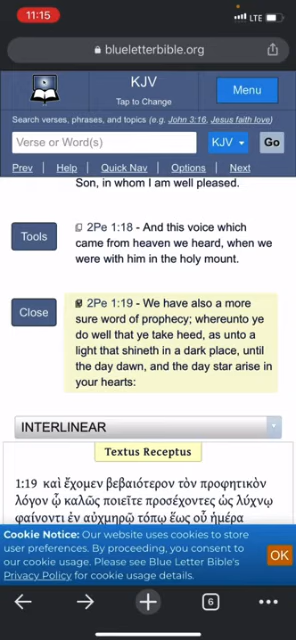 11:15
LTE
blueletterbible.org
KJV
Tap to Change
Menu
Search verses, phrases, and topics (e.g. John 3:16, Jesus faith love)
Verse or Word(s)
KJV
Go
Prev | Help | Quick Nav | Options | Next
Son, in whom I am well pleased.
Tools
2Pe 1:18 - And this voice which
came from heaven we heard, when we
were with him in the holy mount.
Close
2Pe 1:19 - We have also a more
sure word of prophecy; whereunto ye
do well that ye take heed, as unto a
light that shineth in a dark place, until
the day dawn, and the day star arise in
your hearts:
INTERLINEAR
Textus Receptus
1:19 καὶ ἔχομεν βεβαιότερον τὸν προφητικὸν
λόγον ᾧ καλῶς ποιεῖτε προσέχοντες ὡς λύχνῳ
φαίνοντι ἐν αὐχμηρῷ τόπῳ ἕως οὗ ἡμέρα
Cookie Notice: Our website uses cookies to store
user preferences. By proceeding, you consent to
our cookie usage. Please see Blue Letter Bible's
Privacy Policy for cookie usage details.
OK
6